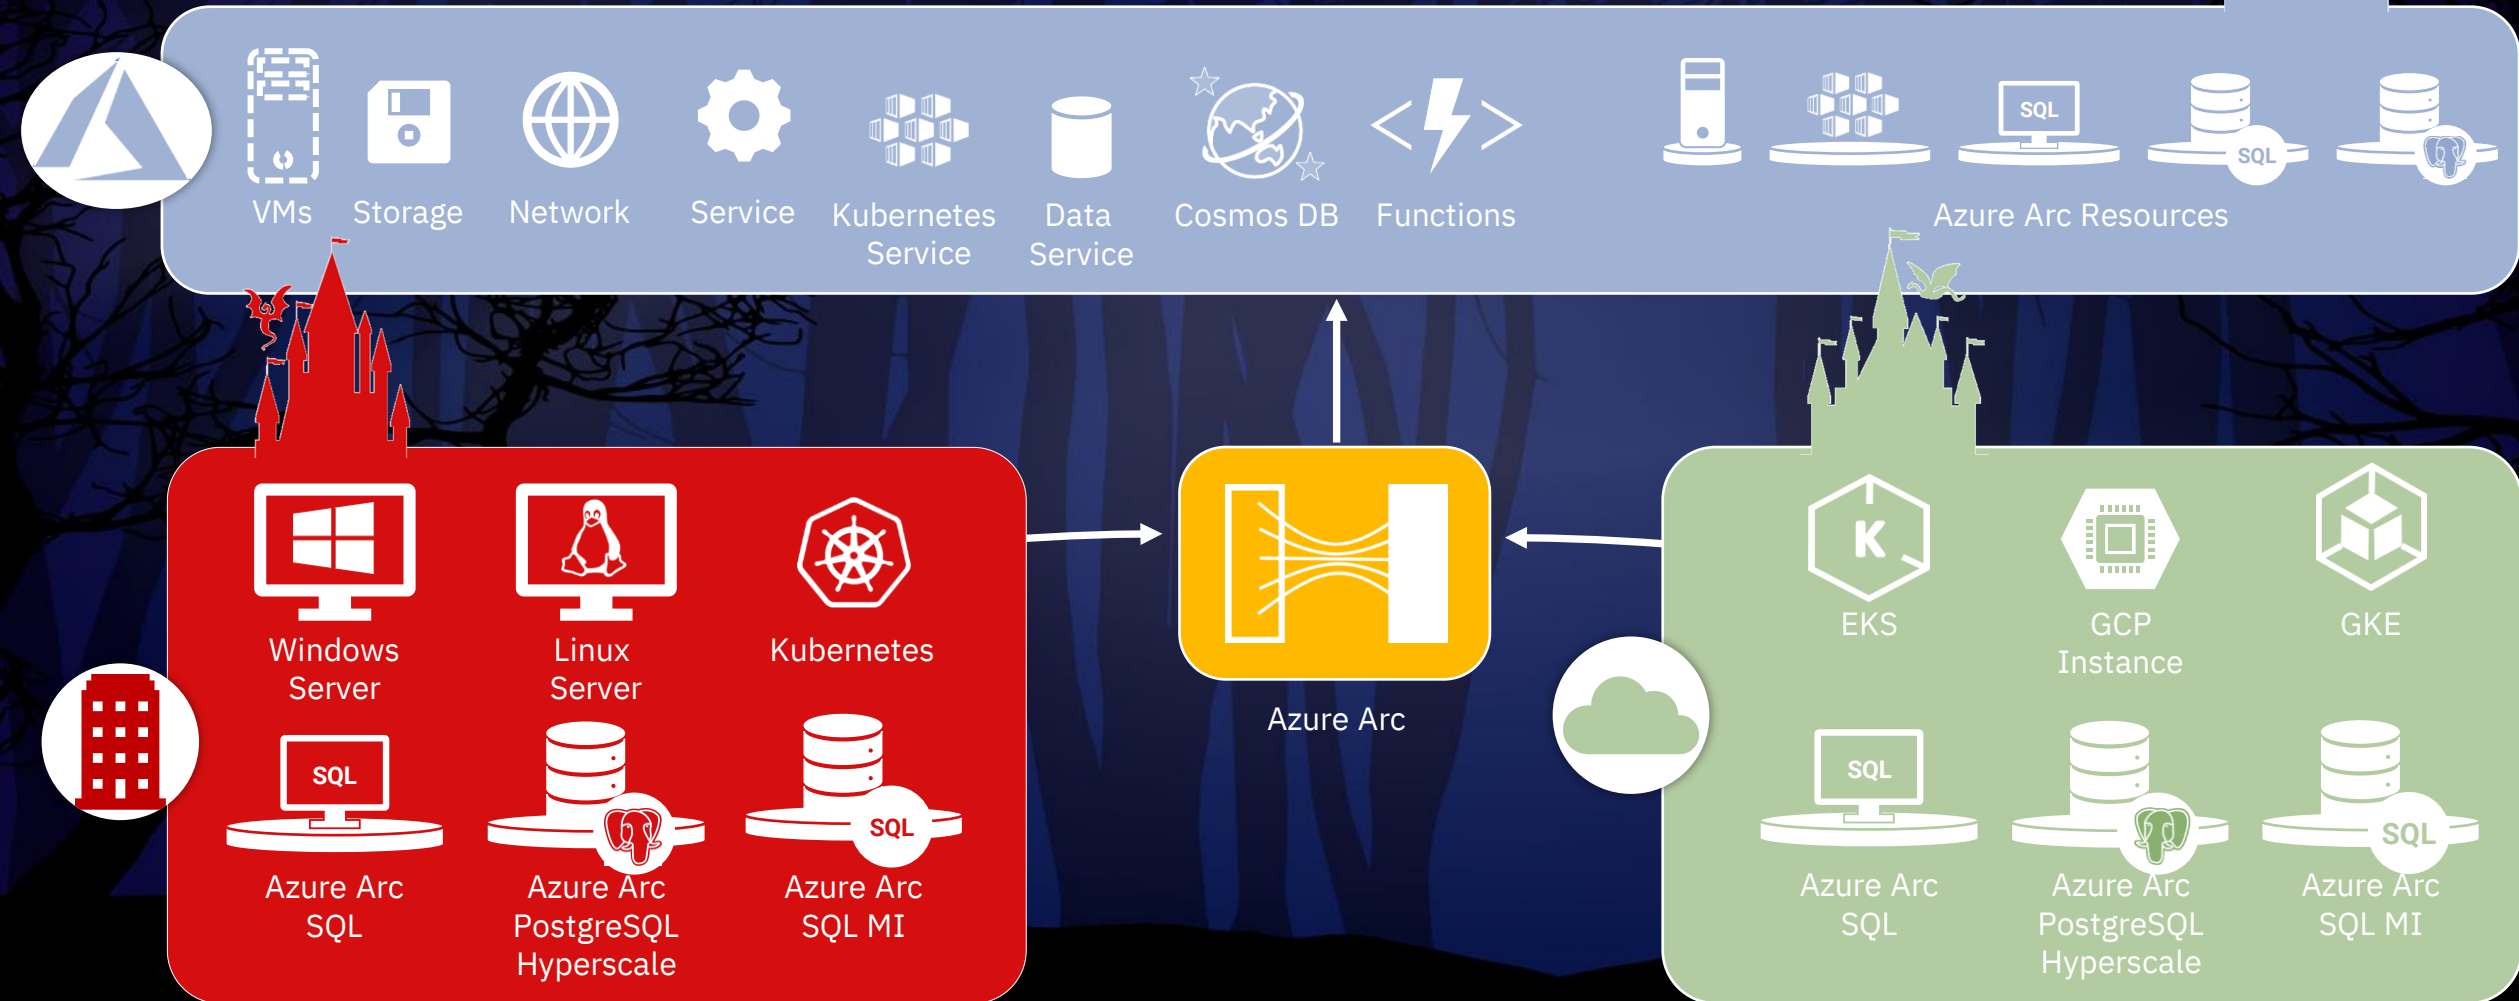 SQL
SQL
VMs
Storage
Network
Service
Kubernetes
Service
Data
Service
Cosmos DB
Functions
Azure Arc Resources
Windows
Server
Linux
Server
Kubernetes
SQL
SQL
Azure Arc
SQL
Azure Arc
PostgreSQL
Hyperscale
Azure Arc
SQL MI
Azure Arc
K
EKS
GCP
Instance
GKE
SQL
SQL
Azure Arc
SQL
Azure Arc
PostgreSQL
Hyperscale
Azure Arc
SQL MI